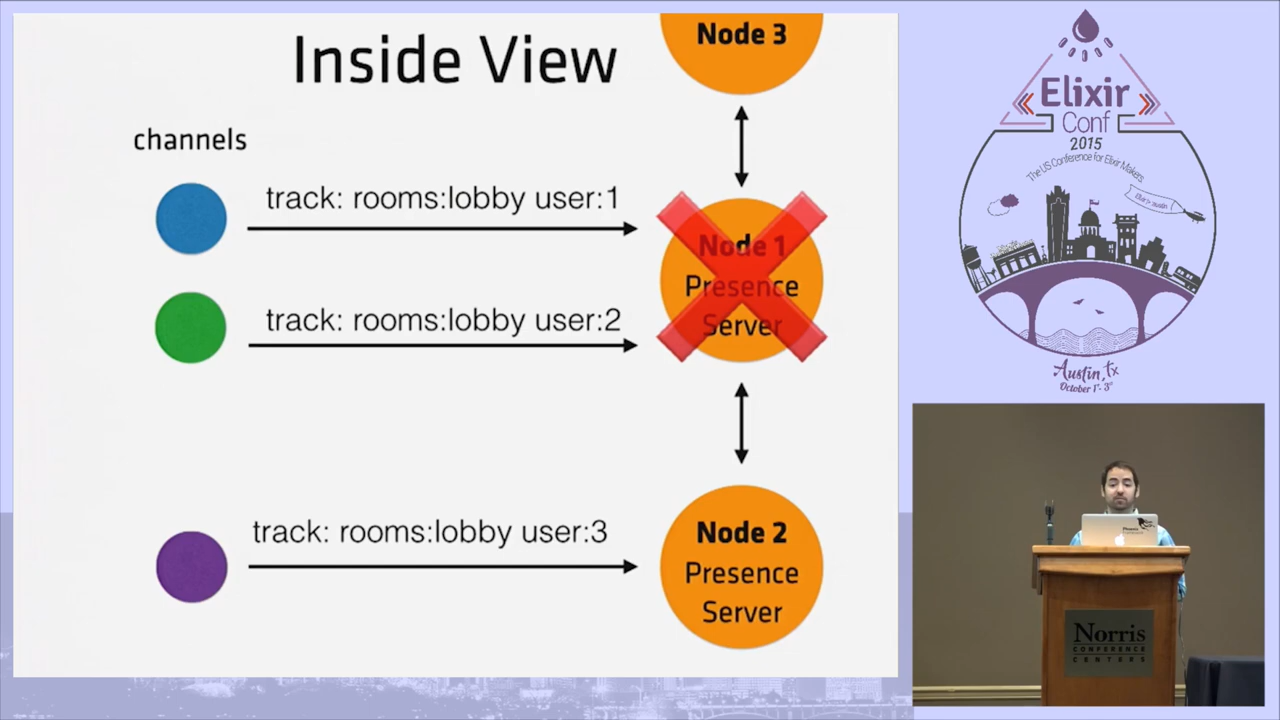 Inside View
channels
track: rooms:lobby user:1
track: rooms:lobby user:2
track: rooms:lobby user:3
Node 3
Node 1
Presence
Server
Node 2
Presence
Server
Elixir
Conf
2015
The US Conference for Elixir Makers
Austin, tx
October 1st - 3rd
Norris
CONFERENCE
CENTERS